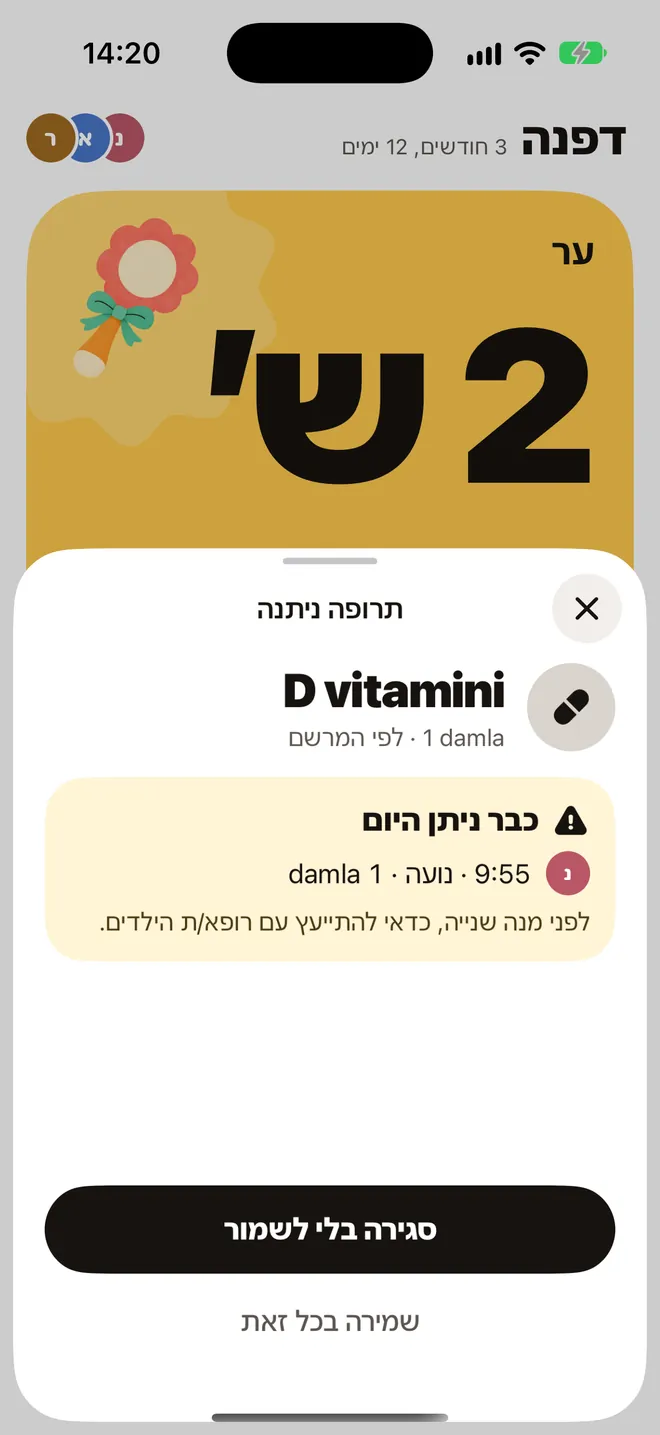 14:20
דפנה 3 חודשים, 12 ימים
נ א ר
ער
2 ש׳
תרופה ניתנה
D vitamini
1 damla · לפי המרשם
כבר ניתן היום
נ 9:55 · נועה · 1 damla
לפני מנה שנייה, כדאי להתייעץ עם רופא/ת הילדים.
סגירה בלי לשמור
שמירה בכל זאת